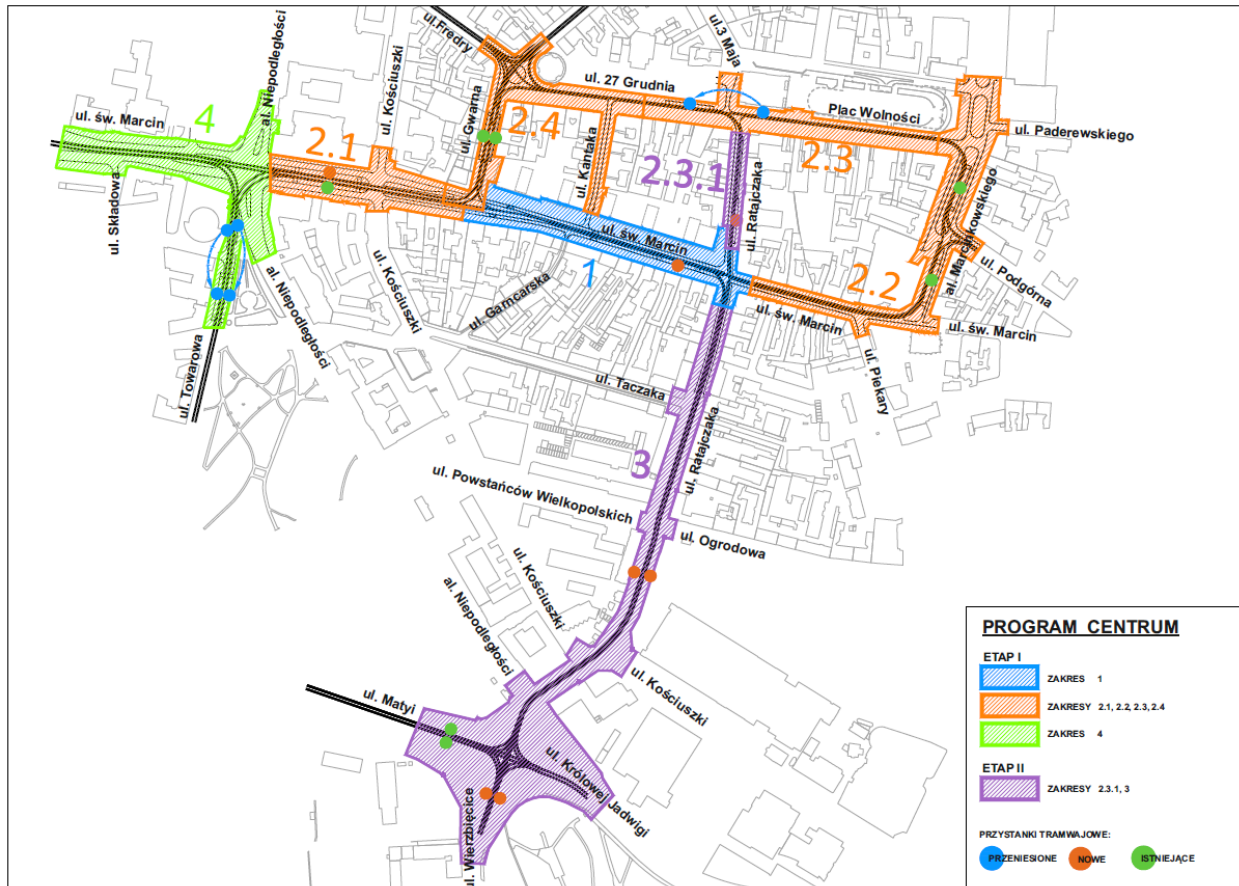 ul.Fredry
ul.3 Maja
al. Niepodległości
ul. Kościuszki
ul. św. Marcin
4
ul. 27 Grudnia
Plac Wolności
ul. Paderewskiego
2.1
ul. Gwarna
2.4
ul. Kantaka
2.3.1
ul. Ratajczaka
2.3
ul. Składowa
al. Marcinkowskiego
ul. Podgórna
ul. św. Marcin
1
2.2
al. Niepodległości
ul. Kościuszki
ul. Garncarska
ul. św. Marcin
ul. św. Marcin
ul. Piekary
ul. Towarowa
ul. Taczaka
ul. Ratajczaka
3
ul. Powstańców Wielkopolskich
ul. Ogrodowa
ul. Kościuszki
al. Niepodległości
ul. Kościuszki
ul. Matyi
ul. Królowej Jadwigi
ul. Wierzbięcice
PROGRAM CENTRUM
ETAP I
ZAKRES 1
ZAKRESY 2.1, 2.2, 2.3, 2.4
ZAKRES 4
ETAP II
ZAKRESY 2.3.1, 3
PRZYSTANKI TRAMWAJOWE:
PRZENIESIONE NOWE ISTNIEJĄCE